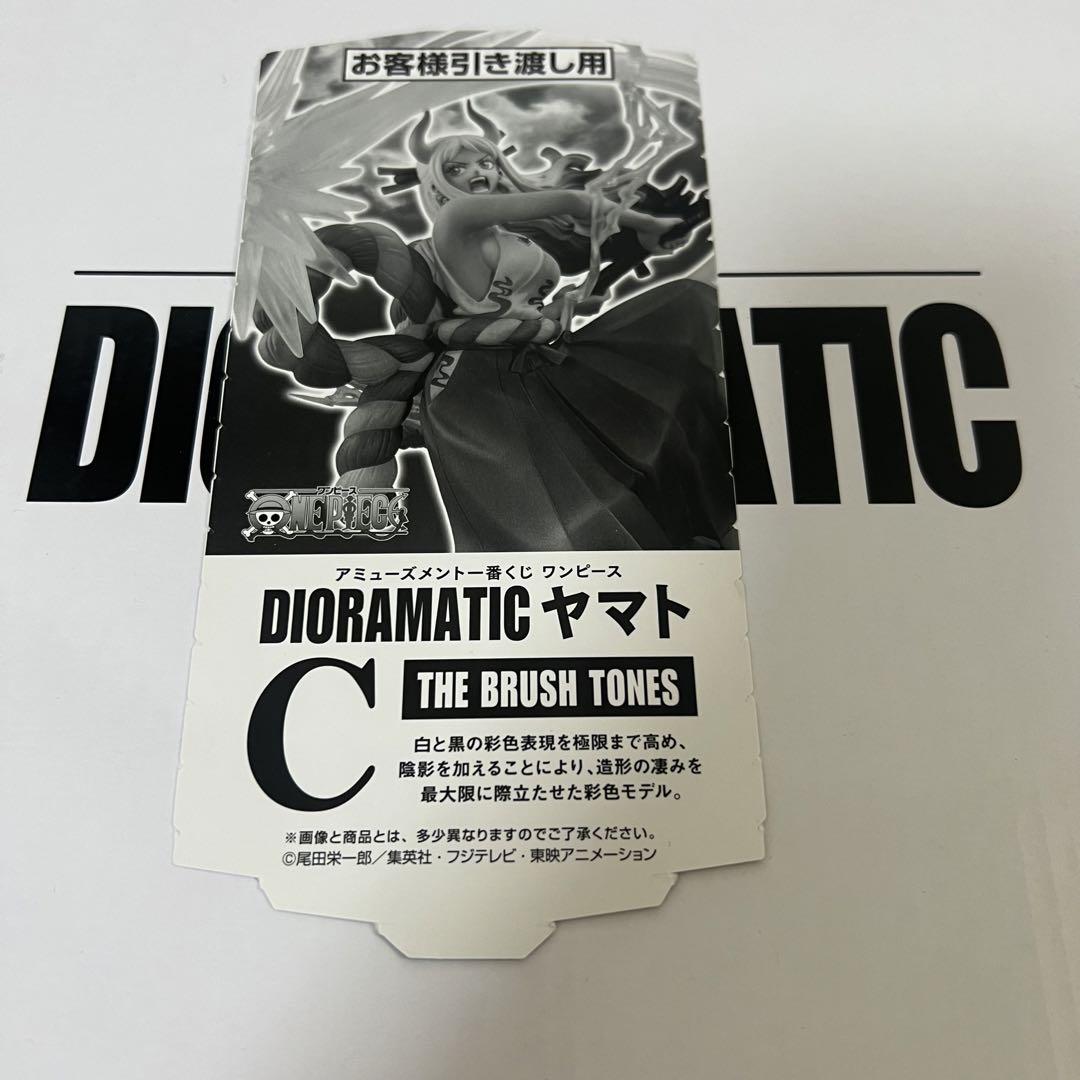 お客様引き渡し用
DIORAMATIC
ワンピース
ONE PIECE
アミューズメント一番くじ ワンピース
DIORAMATIC ヤマト
C
THE BRUSH TONES
白と黒の彩色表現を極限まで高め、
陰影を加えることにより、造形の凄みを
最大限に際立たせた彩色モデル。
※画像と商品とは、多少異なりますのでご了承ください。
©尾田栄一郎／集英社・フジテレビ・東映アニメーション